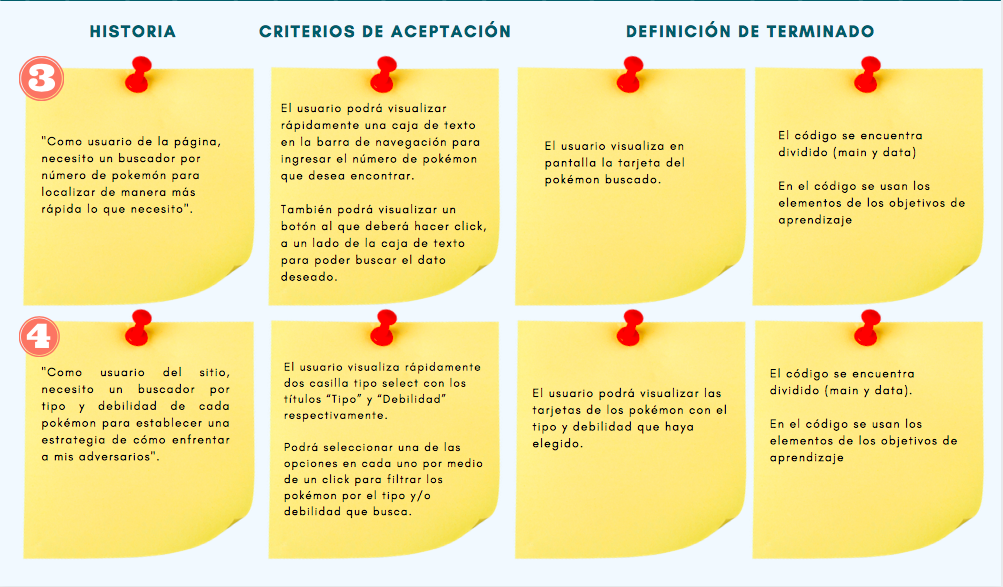 HISTORIA
CRITERIOS DE ACEPTACIÓN
DEFINICIÓN DE TERMINADO
3
"Como usuario de la página,
necesito un buscador por
número de pokemón para
localizar de manera más
rápida lo que necesito".
El usuario podrá visualizar
rápidamente una caja de texto
en la barra de navegación para
ingresar el número de pokémon
que desea encontrar.
También podrá visualizar un
botón al que deberá hacer click,
a un lado de la caja de texto
para poder buscar el dato
deseado.
El usuario visualiza en
pantalla la tarjeta del
pokémon buscado.
El código se encuentra
dividido (main y data)
En el código se usan los
elementos de los objetivos de
aprendizaje
4
"Como usuario del sitio,
necesito un buscador por
tipo y debilidad de cada
pokémon para establecer una
estrategia de cómo enfrentar
a mis adversarios".
El usuario visualiza rápidamente
dos casilla tipo select con los
títulos “Tipo” y “Debilidad”
respectivamente.
Podrá seleccionar una de las
opciones en cada uno por medio
de un click para filtrar los
pokémon por el tipo y/o
debilidad que busca.
El usuario podrá visualizar las
tarjetas de los pokémon con el
tipo y debilidad que haya
elegido.
El código se encuentra
dividido (main y data).
En el código se usan los
elementos de los objetivos de
aprendizaje